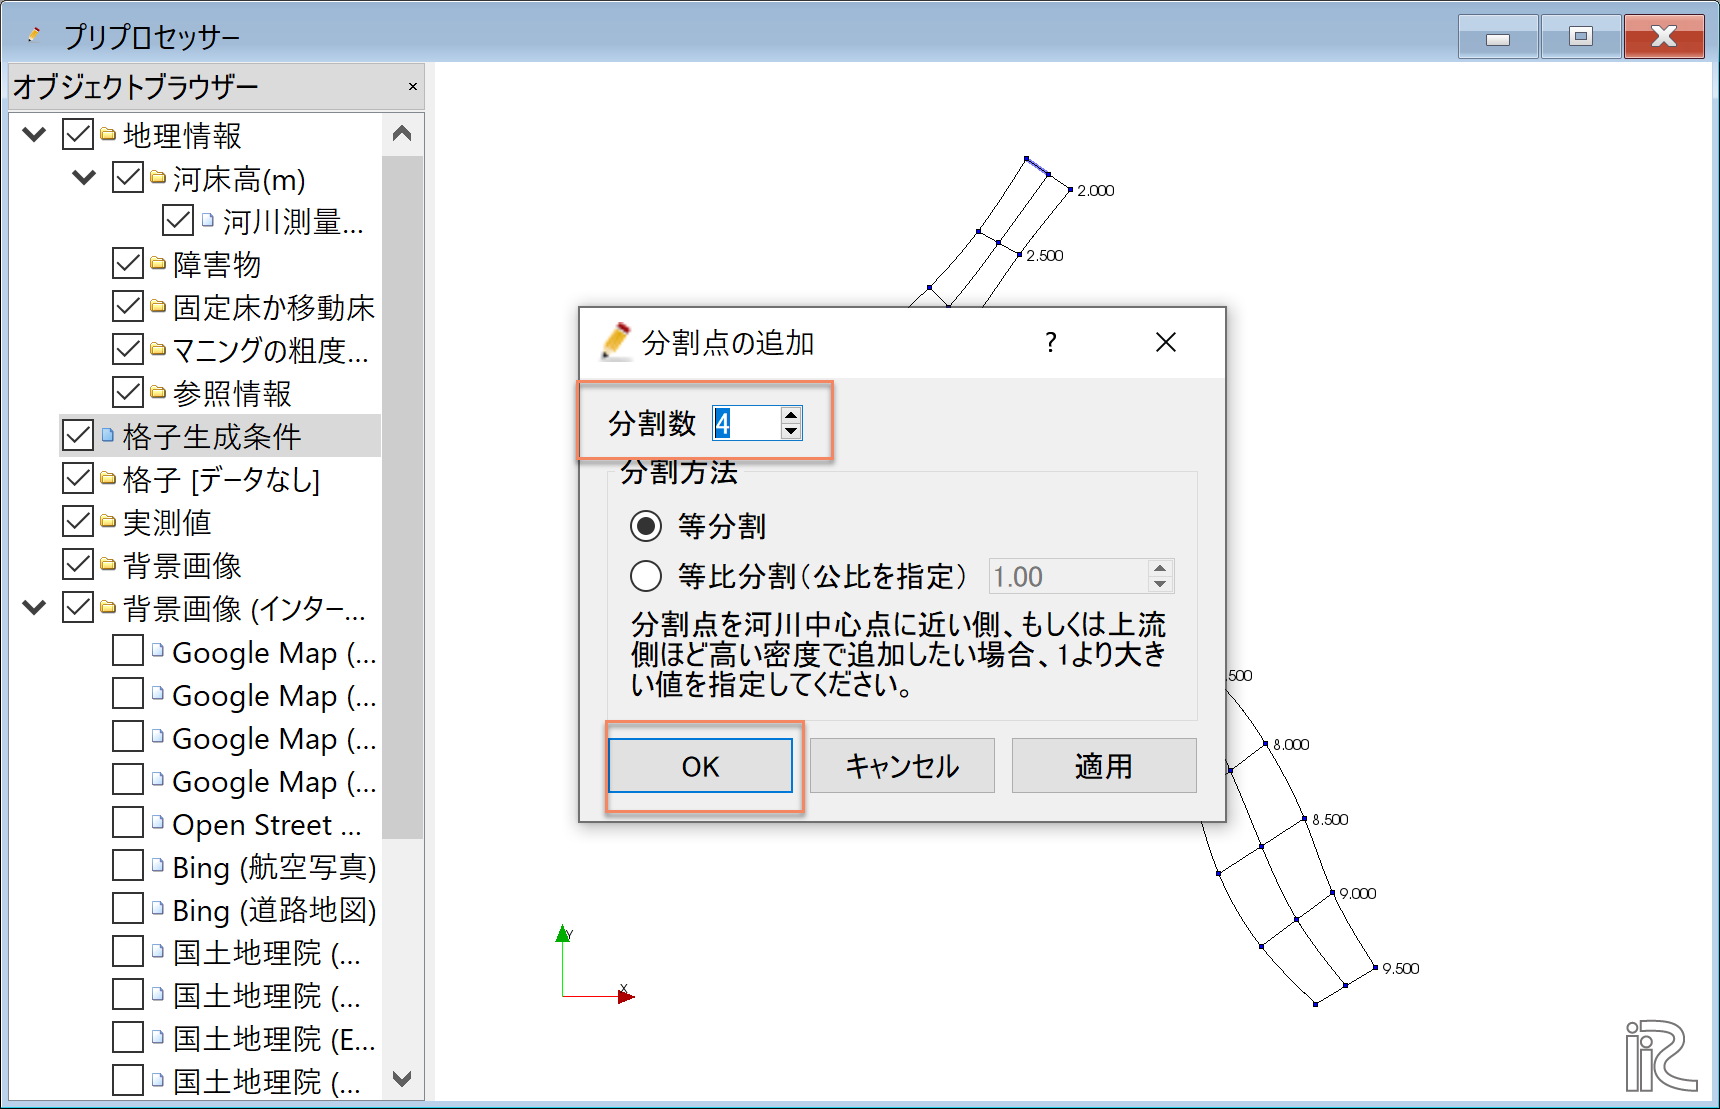 プリプロセッサー
オブジェクトブラウザー
地理情報
河床高(m)
河川測量...
障害物
固定床か移動床
マニングの粗度...
参照情報
格子生成条件
格子 [データなし]
実測値
背景画像
背景画像 (インター...
Google Map (...
Google Map (...
Google Map (...
Google Map (...
Open Street ...
Bing (航空写真)
Bing (道路地図)
国土地理院 (...
国土地理院 (...
国土地理院 (E...
国土地理院 (...
2.000
2.500
分割点の追加
?
分割数 4
分割方法
等分割
等比分割（公比を指定） 1.00
分割点を河川中心点に近い側、もしくは上流
側ほど高い密度で追加したい場合、1より大き
い値を指定してください。
OK キャンセル 適用
.500
8.000
8.500
9.000
9.500
Y
X
iRIC